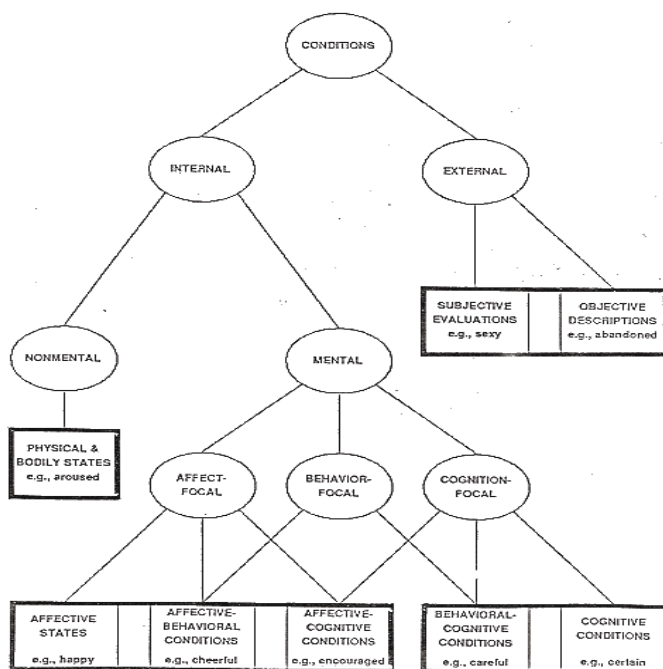 CONDITIONS
INTERNAL
EXTERNAL
SUBJECTIVE
EVALUATIONS
e.g., sexy
OBJECTIVE
DESCRIPTIONS
e.g., abandoned
NONMENTAL
MENTAL
PHYSICAL &
BODILY STATES
e.g., aroused
AFFECT-
FOCAL
BEHAVIOR-
FOCAL
COGNITION-
FOCAL
AFFECTIVE
STATES
e.g., happy
AFFECTIVE-
BEHAVIORAL
CONDITIONS
e.g., cheerful
AFFECTIVE-
COGNITIVE
CONDITIONS
e.g., encouraged
BEHAVIORAL-
COGNITIVE
CONDITIONS
e.g., careful
COGNITIVE
CONDITIONS
e.g., certain